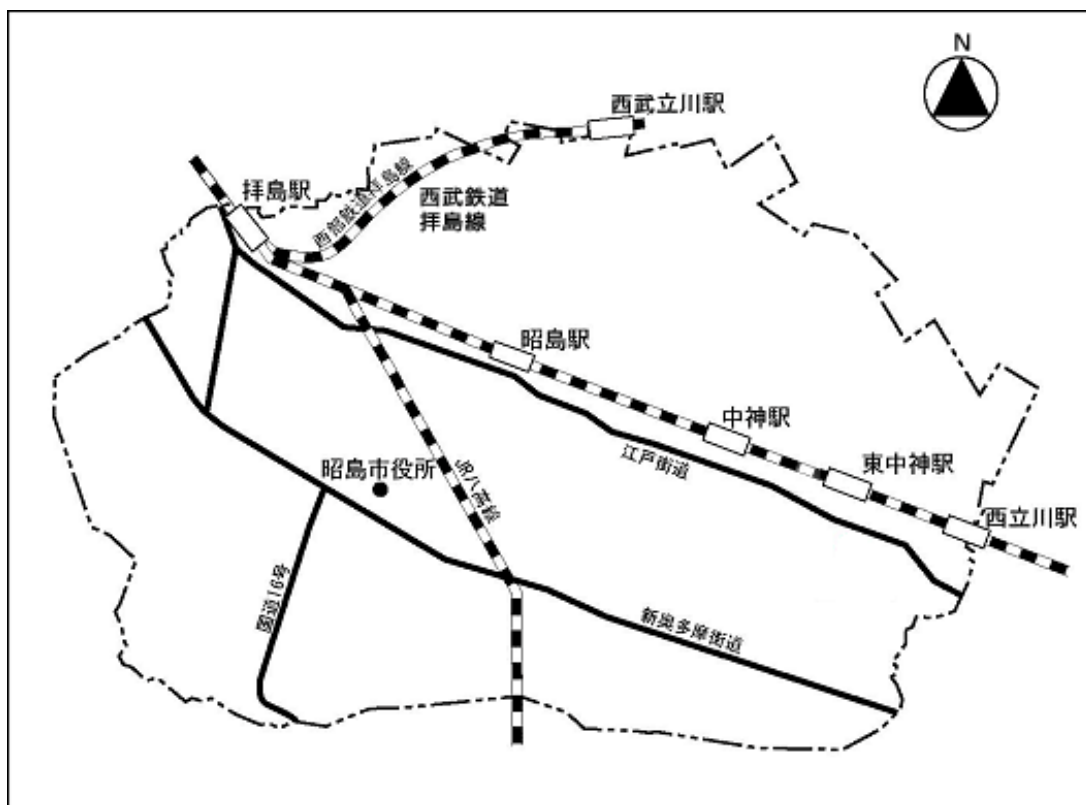 N
西武立川駅
拝島駅
西部鉄道拝島線
西武鉄道
拝島線
昭島駅
中神駅
江戸街道
東中神駅
昭島市役所
JR八高線
西立川駅
国道16号
新奥多摩街道